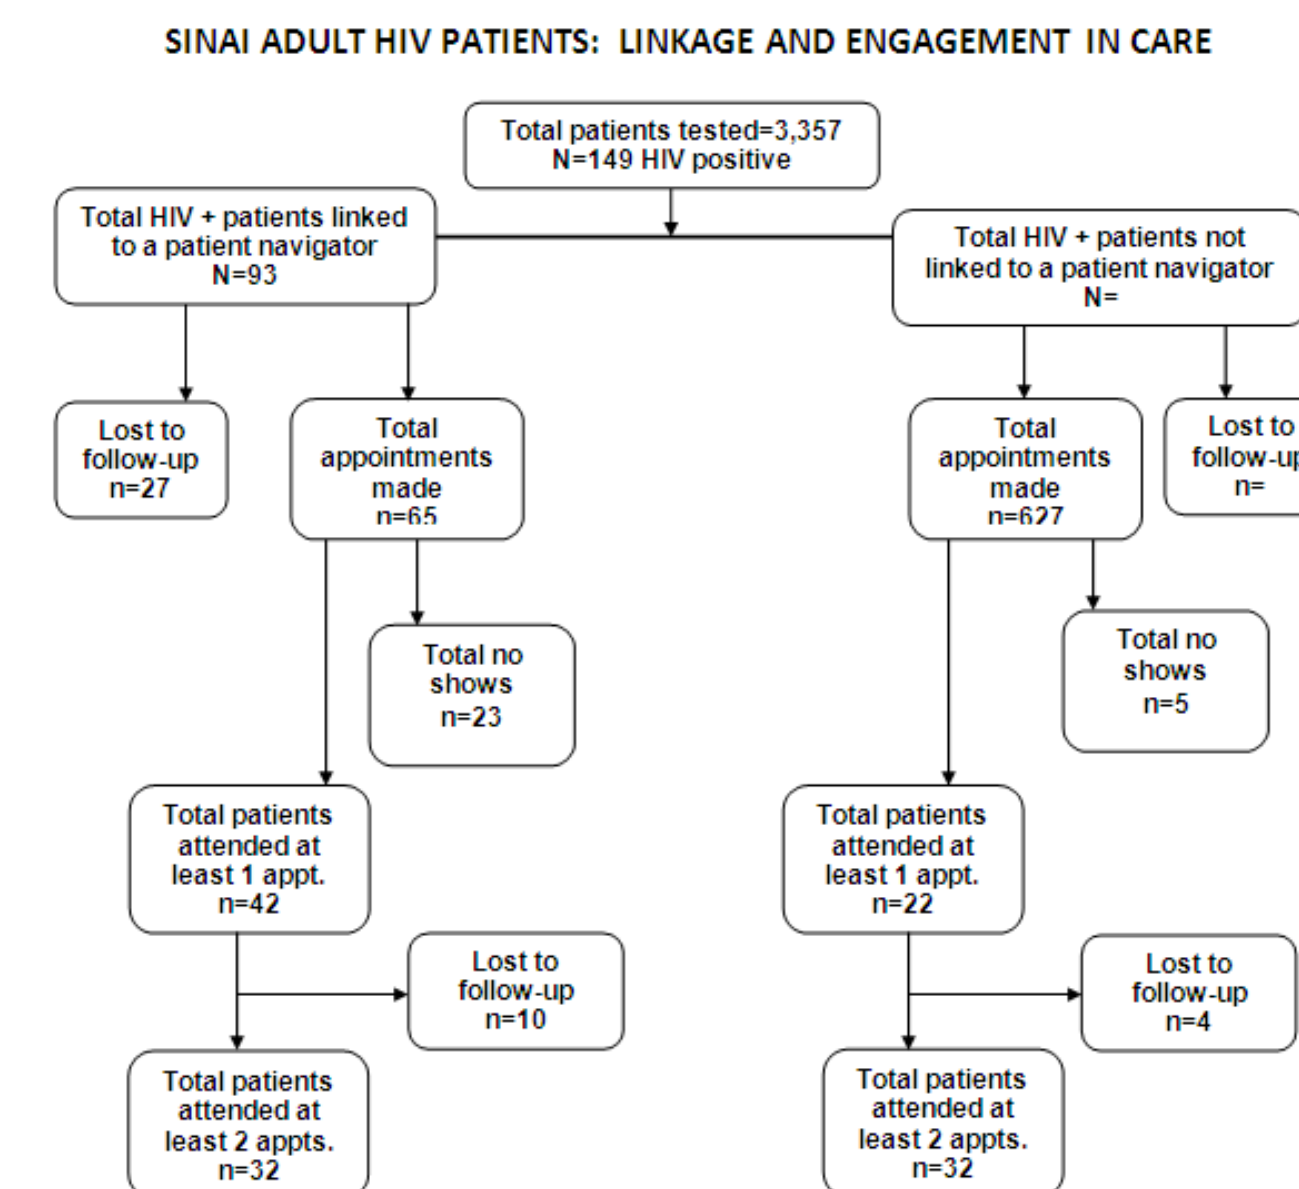 SINAI ADULT HIV PATIENTS: LINKAGE AND ENGAGEMENT IN CARE
Total patients tested=3,357
N=149 HIV positive
Total HIV + patients linked
to a patient navigator
N=93
Total HIV + patients not
linked to a patient navigator
N=
Lost to
follow-up
n=27
Total
appointments
made
n=65
Total
appointments
made
n=627
Lost to
follow-up
n=
Total no
shows
n=23
Total no
shows
n=5
Total patients
attended at
least 1 appt.
n=42
Total patients
attended at
least 1 appt.
n=22
Lost to
follow-up
n=10
Lost to
follow-up
n=4
Total patients
attended at
least 2 appts.
n=32
Total patients
attended at
least 2 appts.
n=32